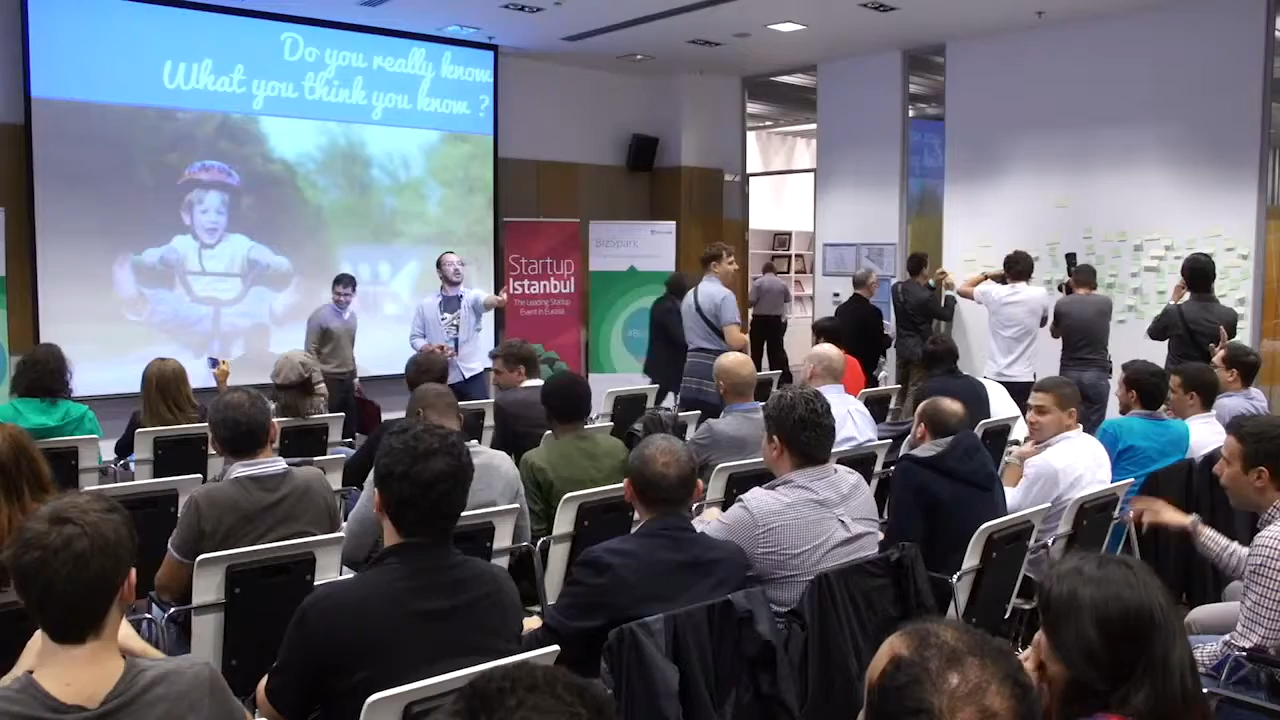 Do you really know
What you think you know ?
Startup
Istanbul
The Leading Startup
Event in Eurasia
BizSpark